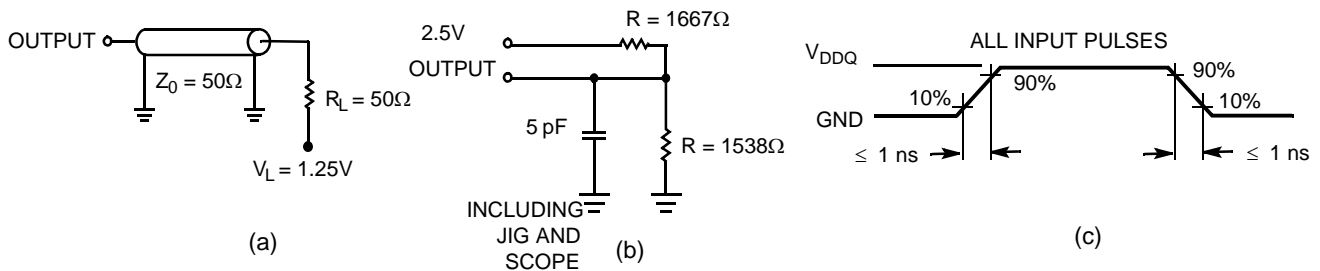 OUTPUT
Z0 = 50Ω
RL = 50Ω
VL = 1.25V
(a)
R = 1667Ω
2.5V
OUTPUT
5 pF
R = 1538Ω
INCLUDING
JIG AND
SCOPE
(b)
ALL INPUT PULSES
VDDQ
90%
90%
10%
10%
GND
≤ 1 ns
≤ 1 ns
(c)